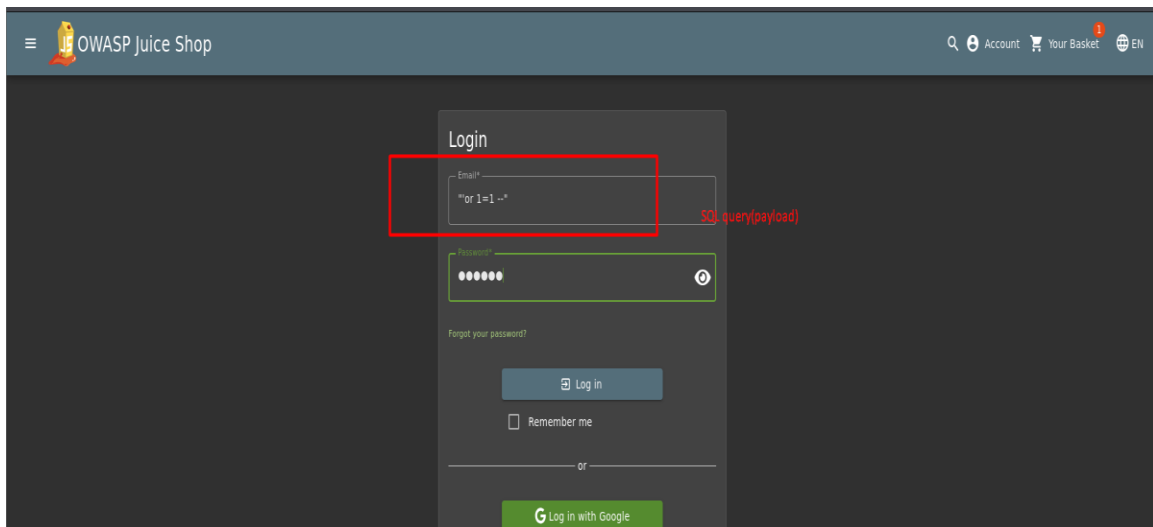 OWASP Juice Shop
Account
Your Basket
1
EN
Login
Email*
"'or 1=1 --"
SQL query(payload)
Password*
Forgot your password?
Log in
Remember me
or
G Log in with Google